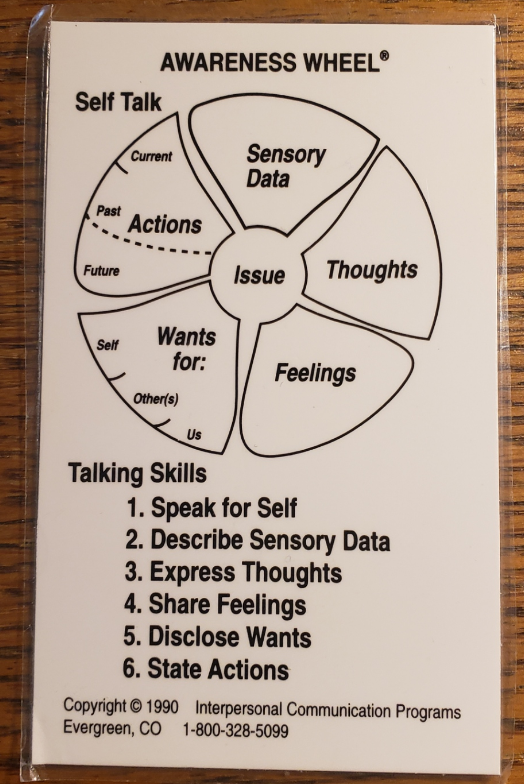 AWARENESS WHEEL®
Self Talk
Sensory
Data
Thoughts
Feelings
Wants
for:
Self
Other(s)
Us
Actions
Current
Past
Future
Issue
Talking Skills
1. Speak for Self
2. Describe Sensory Data
3. Express Thoughts
4. Share Feelings
5. Disclose Wants
6. State Actions
Copyright © 1990 Interpersonal Communication Programs
Evergreen, CO 1-800-328-5099